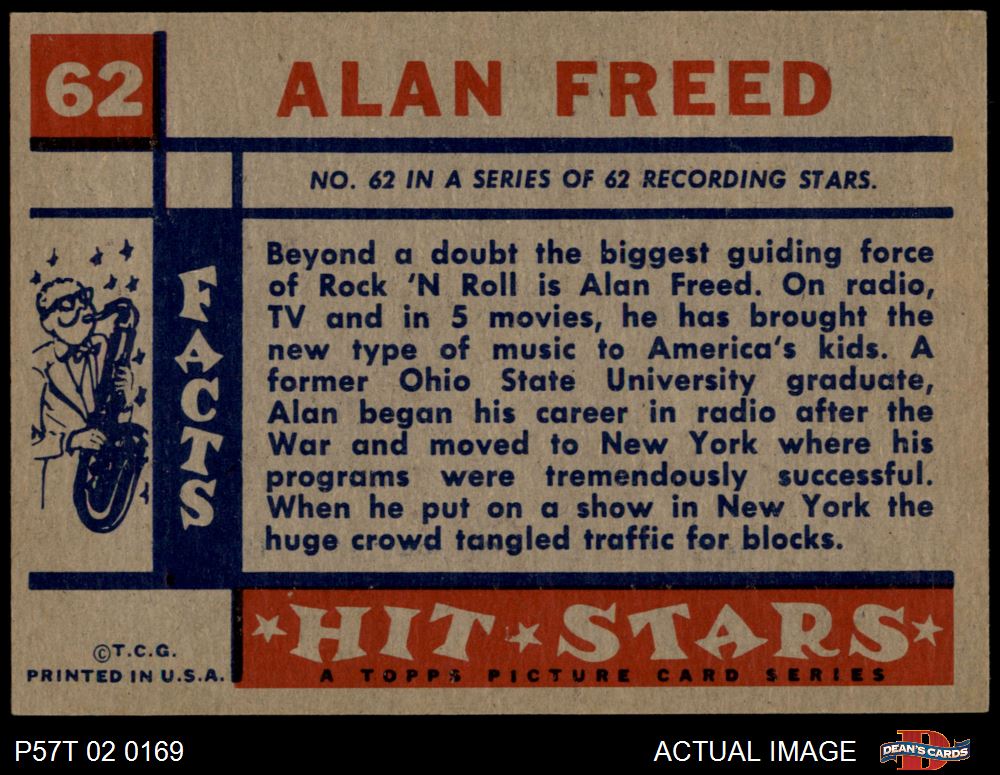 62
ALAN FREED
NO. 62 IN A SERIES OF 62 RECORDING STARS.
FACTS
Beyond a doubt the biggest guiding force
of Rock 'N Roll is Alan Freed. On radio,
TV and in 5 movies, he has brought the
new type of music to America's kids. A
former Ohio State University graduate,
Alan began his career in radio after the
War and moved to New York where his
programs were tremendously successful.
When he put on a show in New York the
huge crowd tangled traffic for blocks.
©T.C.G.
PRINTED IN U.S.A.
HIT STARS
A TOPPS PICTURE CARD SERIES
P57T 02 0169
ACTUAL IMAGE
D
DEAN'S CARDS